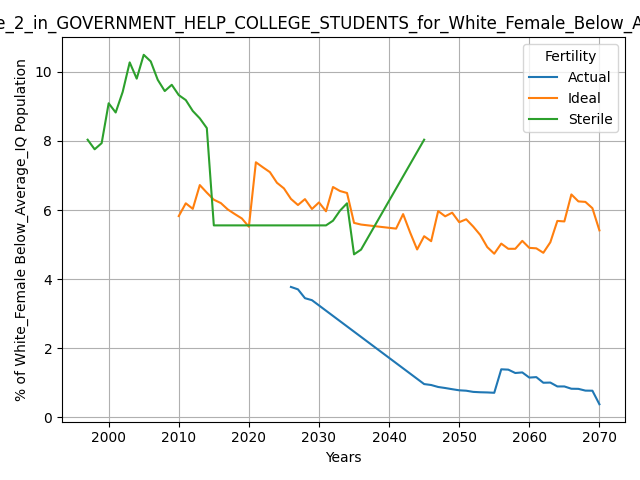 e_2_in_GOVERNMENT_HELP_COLLEGE_STUDENTS_for_White_Female_Below_A
Fertility
Actual
Ideal
Sterile
% of White_Female Below_Average_IQ Population
10
8
6
4
2
0
2000 2010 2020 2030 2040 2050 2060 2070
Years